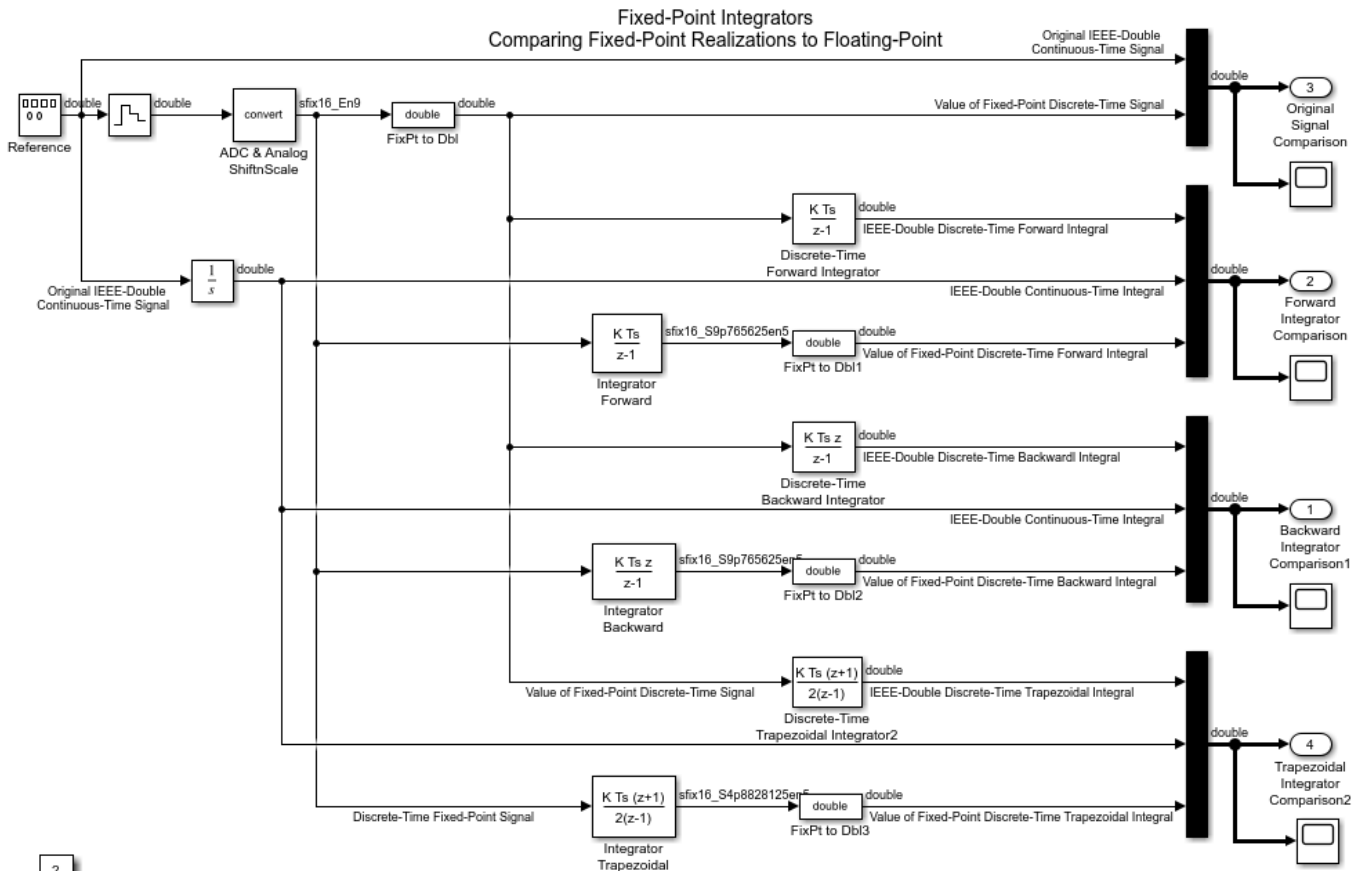 Fixed-Point Integrators
Comparing Fixed-Point Realizations to Floating-Point
Original IEEE-Double
Continuous-Time Signal
double
double
double
convert
sfix16_En9
double
double
Value of Fixed-Point Discrete-Time Signal
3
Original
Signal
Comparison
Reference
ADC & Analog
ShiftnScale
FixPt to Dbl
K Ts
z-1
double
IEEE-Double Discrete-Time Forward Integral
Discrete-Time
Forward Integrator
1
s
double
Original IEEE-Double
Continuous-Time Signal
IEEE-Double Continuous-Time Integral
double
2
Forward
Integrator
Comparison
K Ts
z-1
sfix16_S9p765625en5
double
double
Value of Fixed-Point Discrete-Time Forward Integral
FixPt to Dbl1
Integrator
Forward
K Ts z
z-1
double
IEEE-Double Discrete-Time Backwardl Integral
Discrete-Time
Backward Integrator
IEEE-Double Continuous-Time Integral
double
1
Backward
Integrator
Comparison1
K Ts z
z-1
sfix16_S9p765625en5
double
double
Value of Fixed-Point Discrete-Time Backward Integral
FixPt to Dbl2
Integrator
Backward
Value of Fixed-Point Discrete-Time Signal
K Ts (z+1)
2(z-1)
double
IEEE-Double Discrete-Time Trapezoidal Integral
Discrete-Time
Trapezoidal Integrator2
double
4
Trapezoidal
Integrator
Comparison2
Discrete-Time Fixed-Point Signal
K Ts (z+1)
2(z-1)
sfix16_S4p8828125en5
double
double
Value of Fixed-Point Discrete-Time Trapezoidal Integral
FixPt to Dbl3
Integrator
Trapezoidal